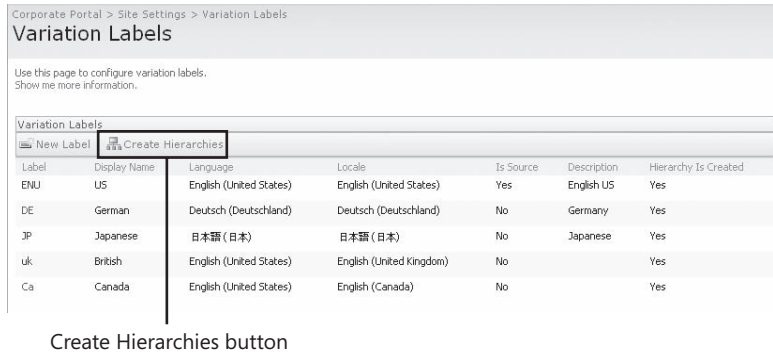 Corporate Portal > Site Settings > Variation Labels
Variation Labels
Use this page to configure variation labels.
Show me more information.
Variation Labels
New Label Create Hierarchies
Label Display Name Language Locale Is Source Description Hierarchy Is Created
ENU US English (United States) English (United States) Yes English US Yes
DE German Deutsch (Deutschland) Deutsch (Deutschland) No Germany Yes
JP Japanese 日本語 (日本) 日本語 (日本) No Japanese Yes
uk British English (United States) English (United Kingdom) No Yes
Ca Canada English (United States) English (Canada) No Yes
Create Hierarchies button